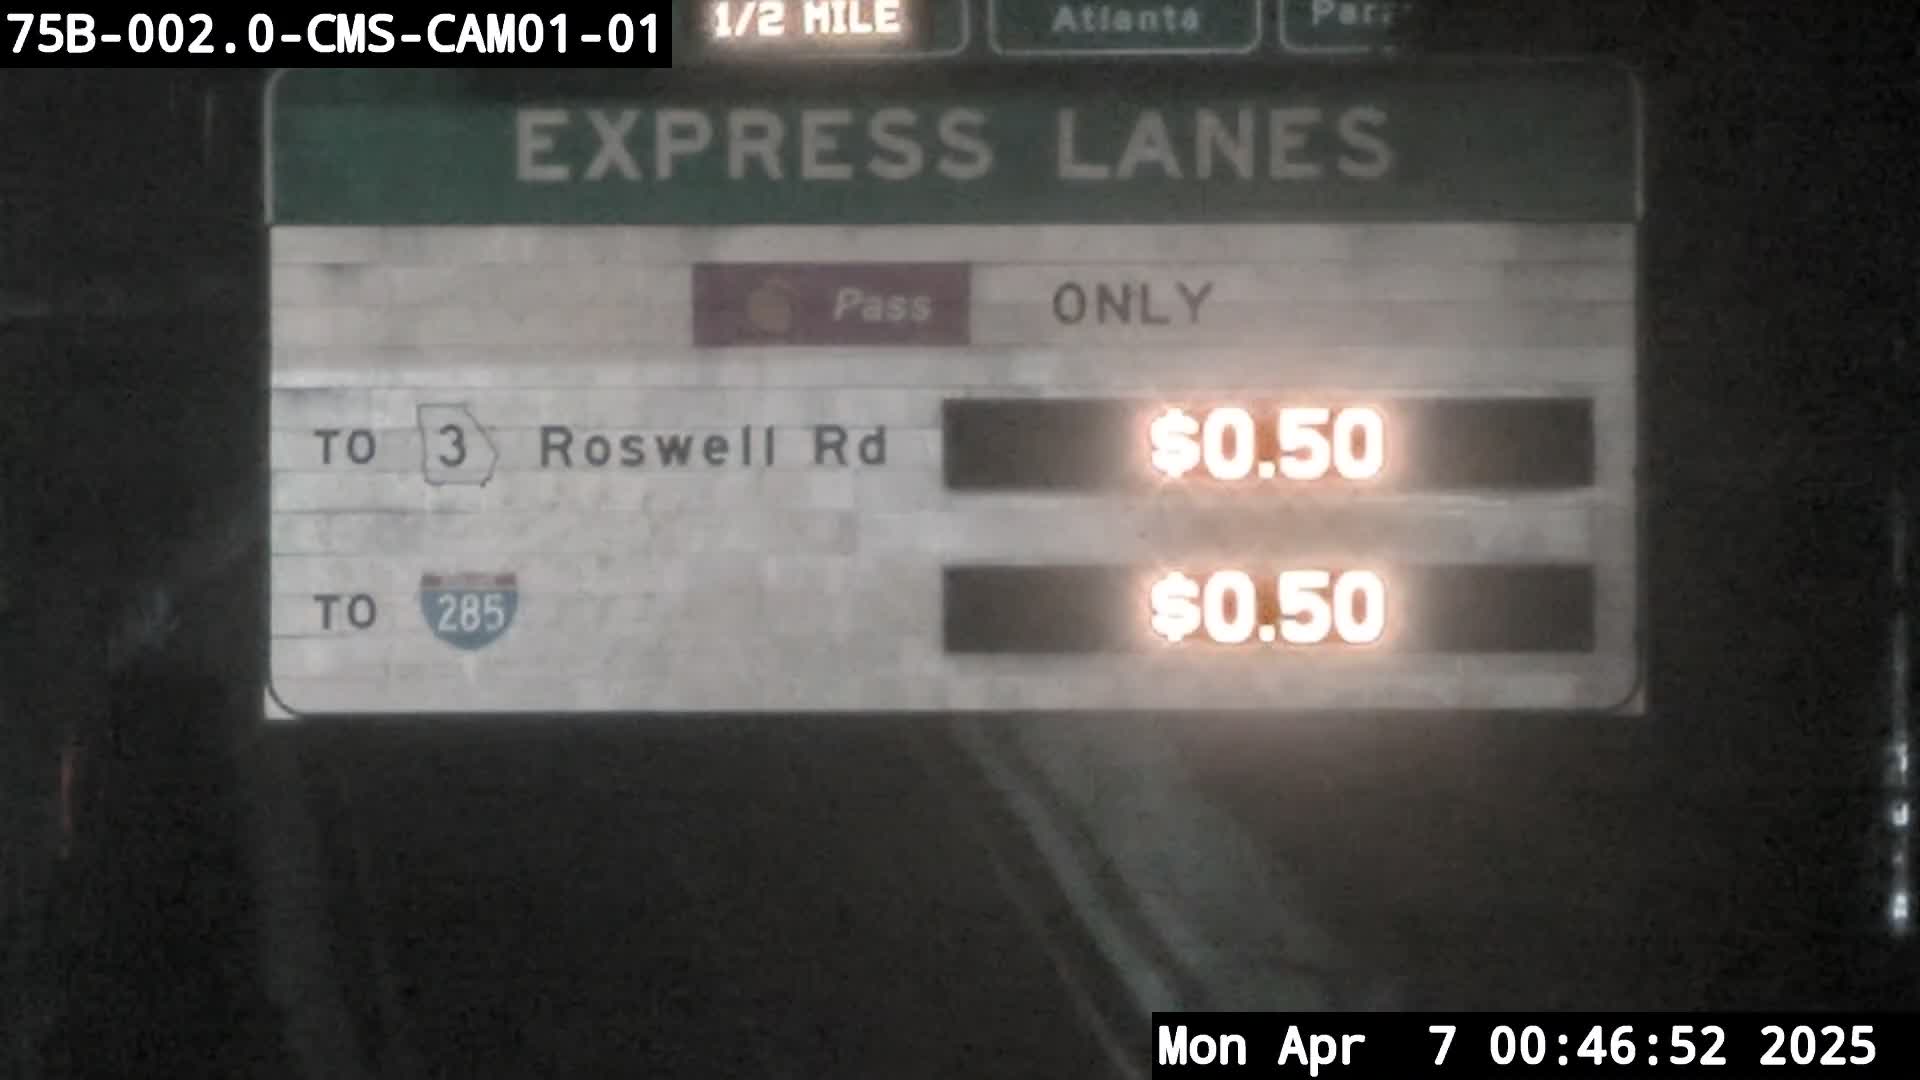 75B-002.0-CMS-CAM01-01
1/2 MILE
Atlanta
EXPRESS LANES
Pass ONLY
TO 3 Roswell Rd $0.50
TO 285 $0.50
Mon Apr 7 00:46:52 2025